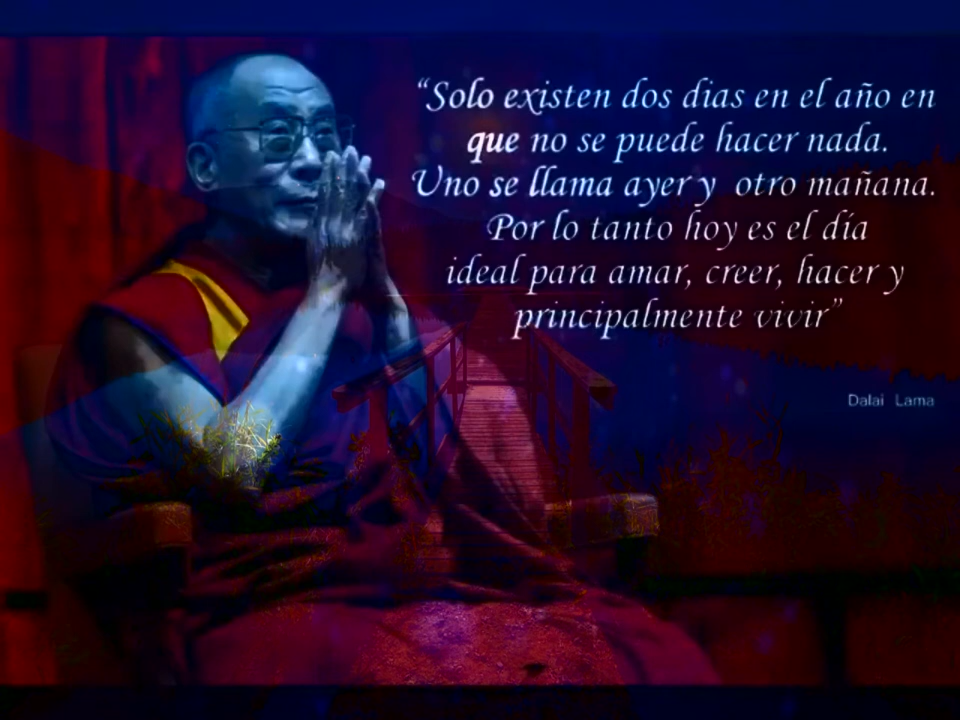 “Solo existen dos dias en el año en
que no se puede hacer nada.
Uno se llama ayer y otro mañana.
Por lo tanto hoy es el día
ideal para amar, creer, hacer y
principalmente vivir”
Dalai Lama